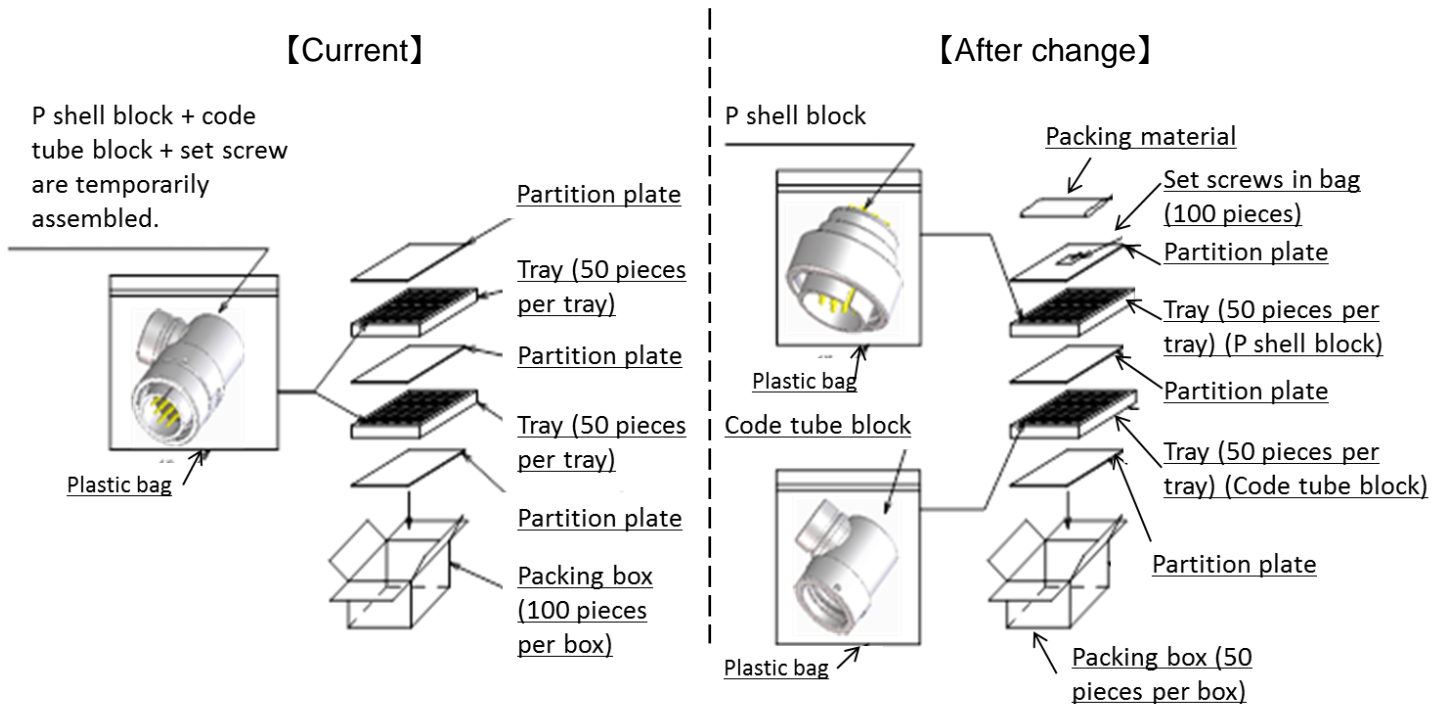 【Current】
P shell block + code
tube block + set screw
are temporarily
assembled.
Partition plate
Tray (50 pieces
per tray)
Partition plate
Tray (50 pieces
per tray)
Partition plate
Packing box
(100 pieces
per box)
Plastic bag
【After change】
P shell block
Packing material
Set screws in bag
(100 pieces)
Partition plate
Tray (50 pieces per
tray) (P shell block)
Plastic bag
Partition plate
Code tube block
Tray (50 pieces per
tray) (Code tube block)
Partition plate
Plastic bag
Packing box (50
pieces per box)